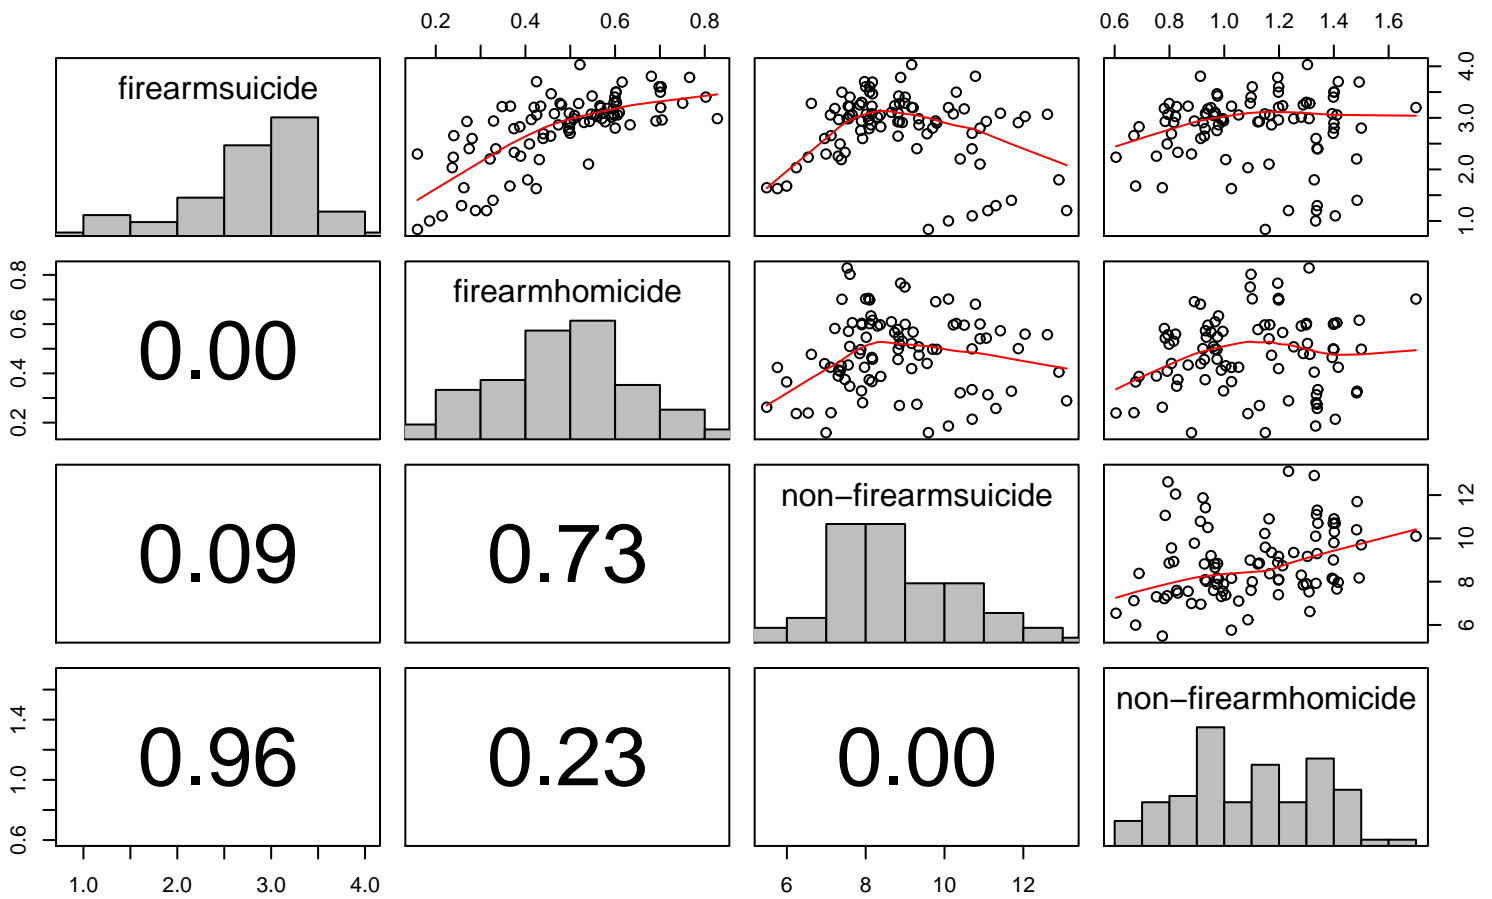 0.2 0.4 0.6 0.8 0.6 0.8 1.0 1.2 1.4 1.6
firearmsuicide
1.0 2.0 3.0 4.0
0.2 0.4 0.6 0.8
0.00
firearmhomicide
0.09
0.73
non−firearmsuicide
6 8 10 12
0.6 1.0 1.4
0.96
0.23
0.00
non−firearmhomicide
1.0 2.0 3.0 4.0 6 8 10 12